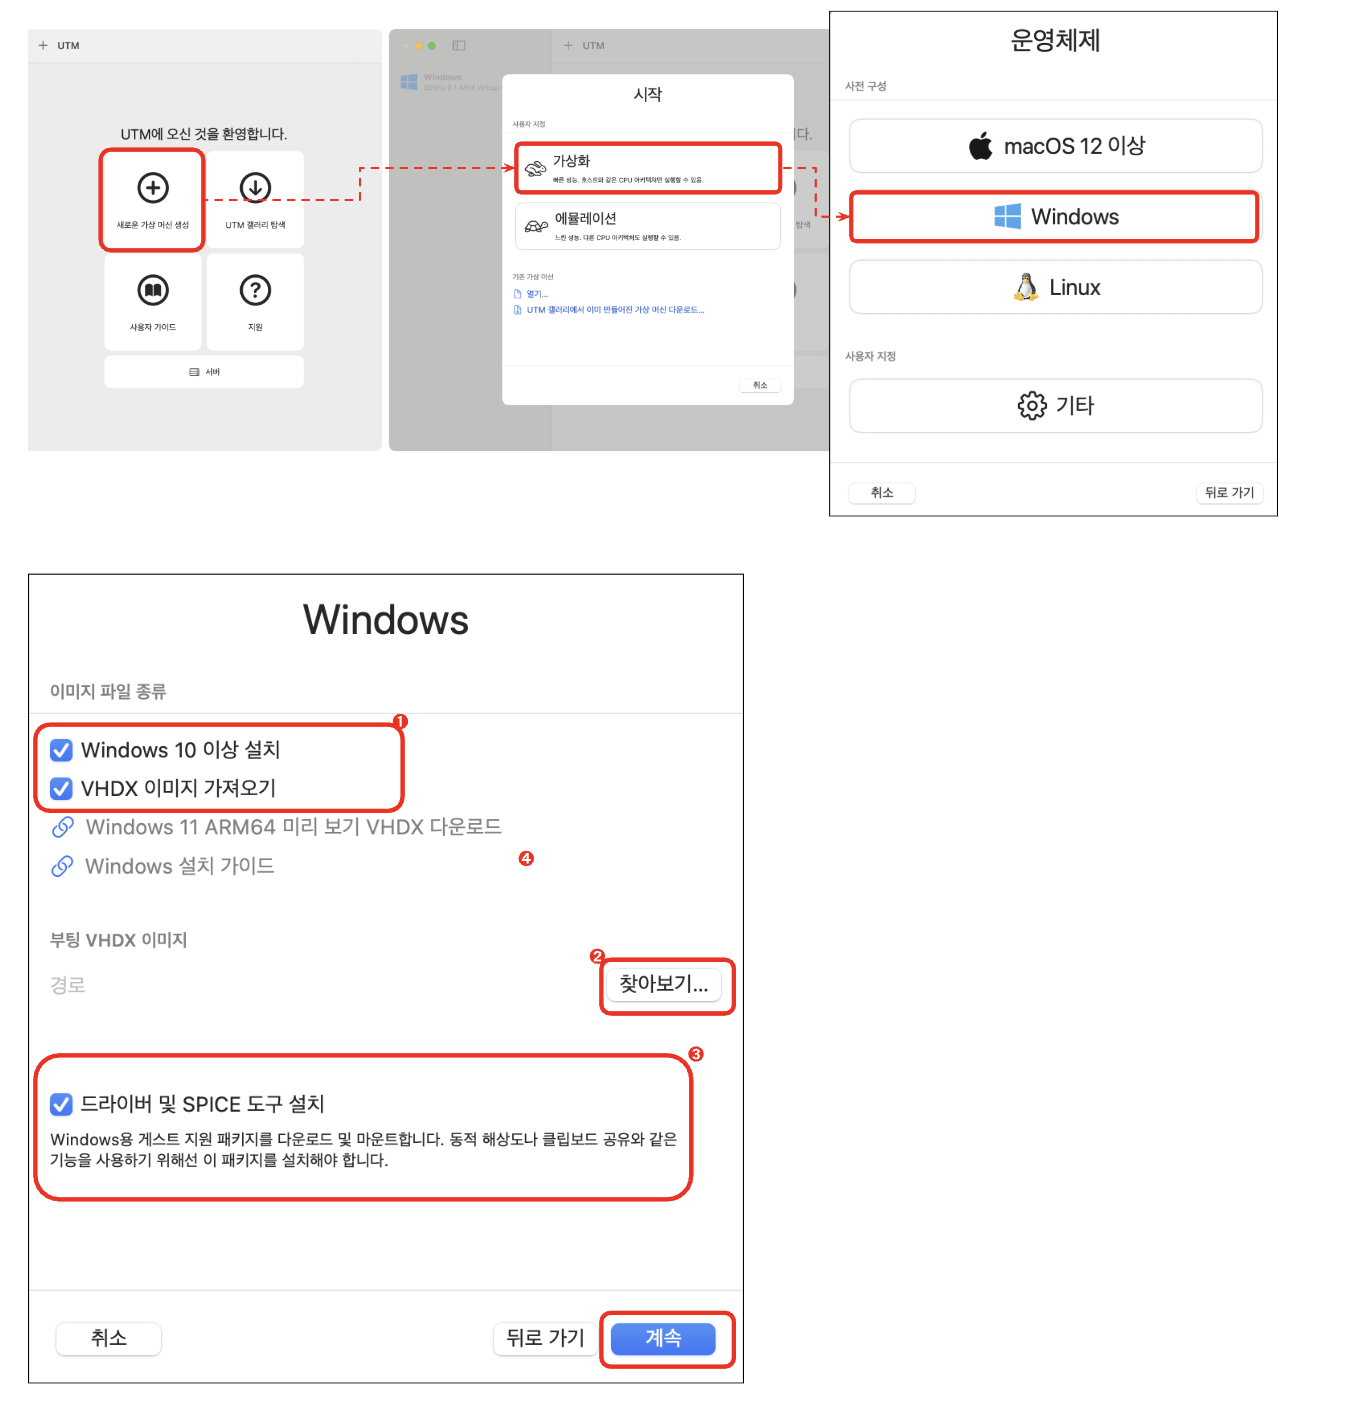 UTM
UTM에 오신 것을 환영합니다.
새로운 가상 머신 생성
UTM 갤러리 탐색
사용자 가이드
지원
서버
Windows
QEMU 9.1 ARM Virtual
UTM
다.
탐색
시작
사용자 지정
가상화
빠른 성능. 호스트와 같은 CPU 아키텍처만 실행할 수 있음.
에뮬레이션
느린 성능. 다른 CPU 아키텍처도 실행할 수 있음.
기존 가상 머신
열기...
UTM 갤러리에서 이미 만들어진 가상 머신 다운로드...
취소
운영체제
사전 구성
macOS 12 이상
Windows
Linux
사용자 지정
기타
취소
뒤로 가기
Windows
이미지 파일 종류
1
Windows 10 이상 설치
VHDX 이미지 가져오기
Windows 11 ARM64 미리 보기 VHDX 다운로드
Windows 설치 가이드
4
부팅 VHDX 이미지
2
경로
찾아보기...
3
드라이버 및 SPICE 도구 설치
Windows용 게스트 지원 패키지를 다운로드 및 마운트합니다. 동적 해상도나 클립보드 공유와 같은
기능을 사용하기 위해선 이 패키지를 설치해야 합니다.
취소
뒤로 가기
계속